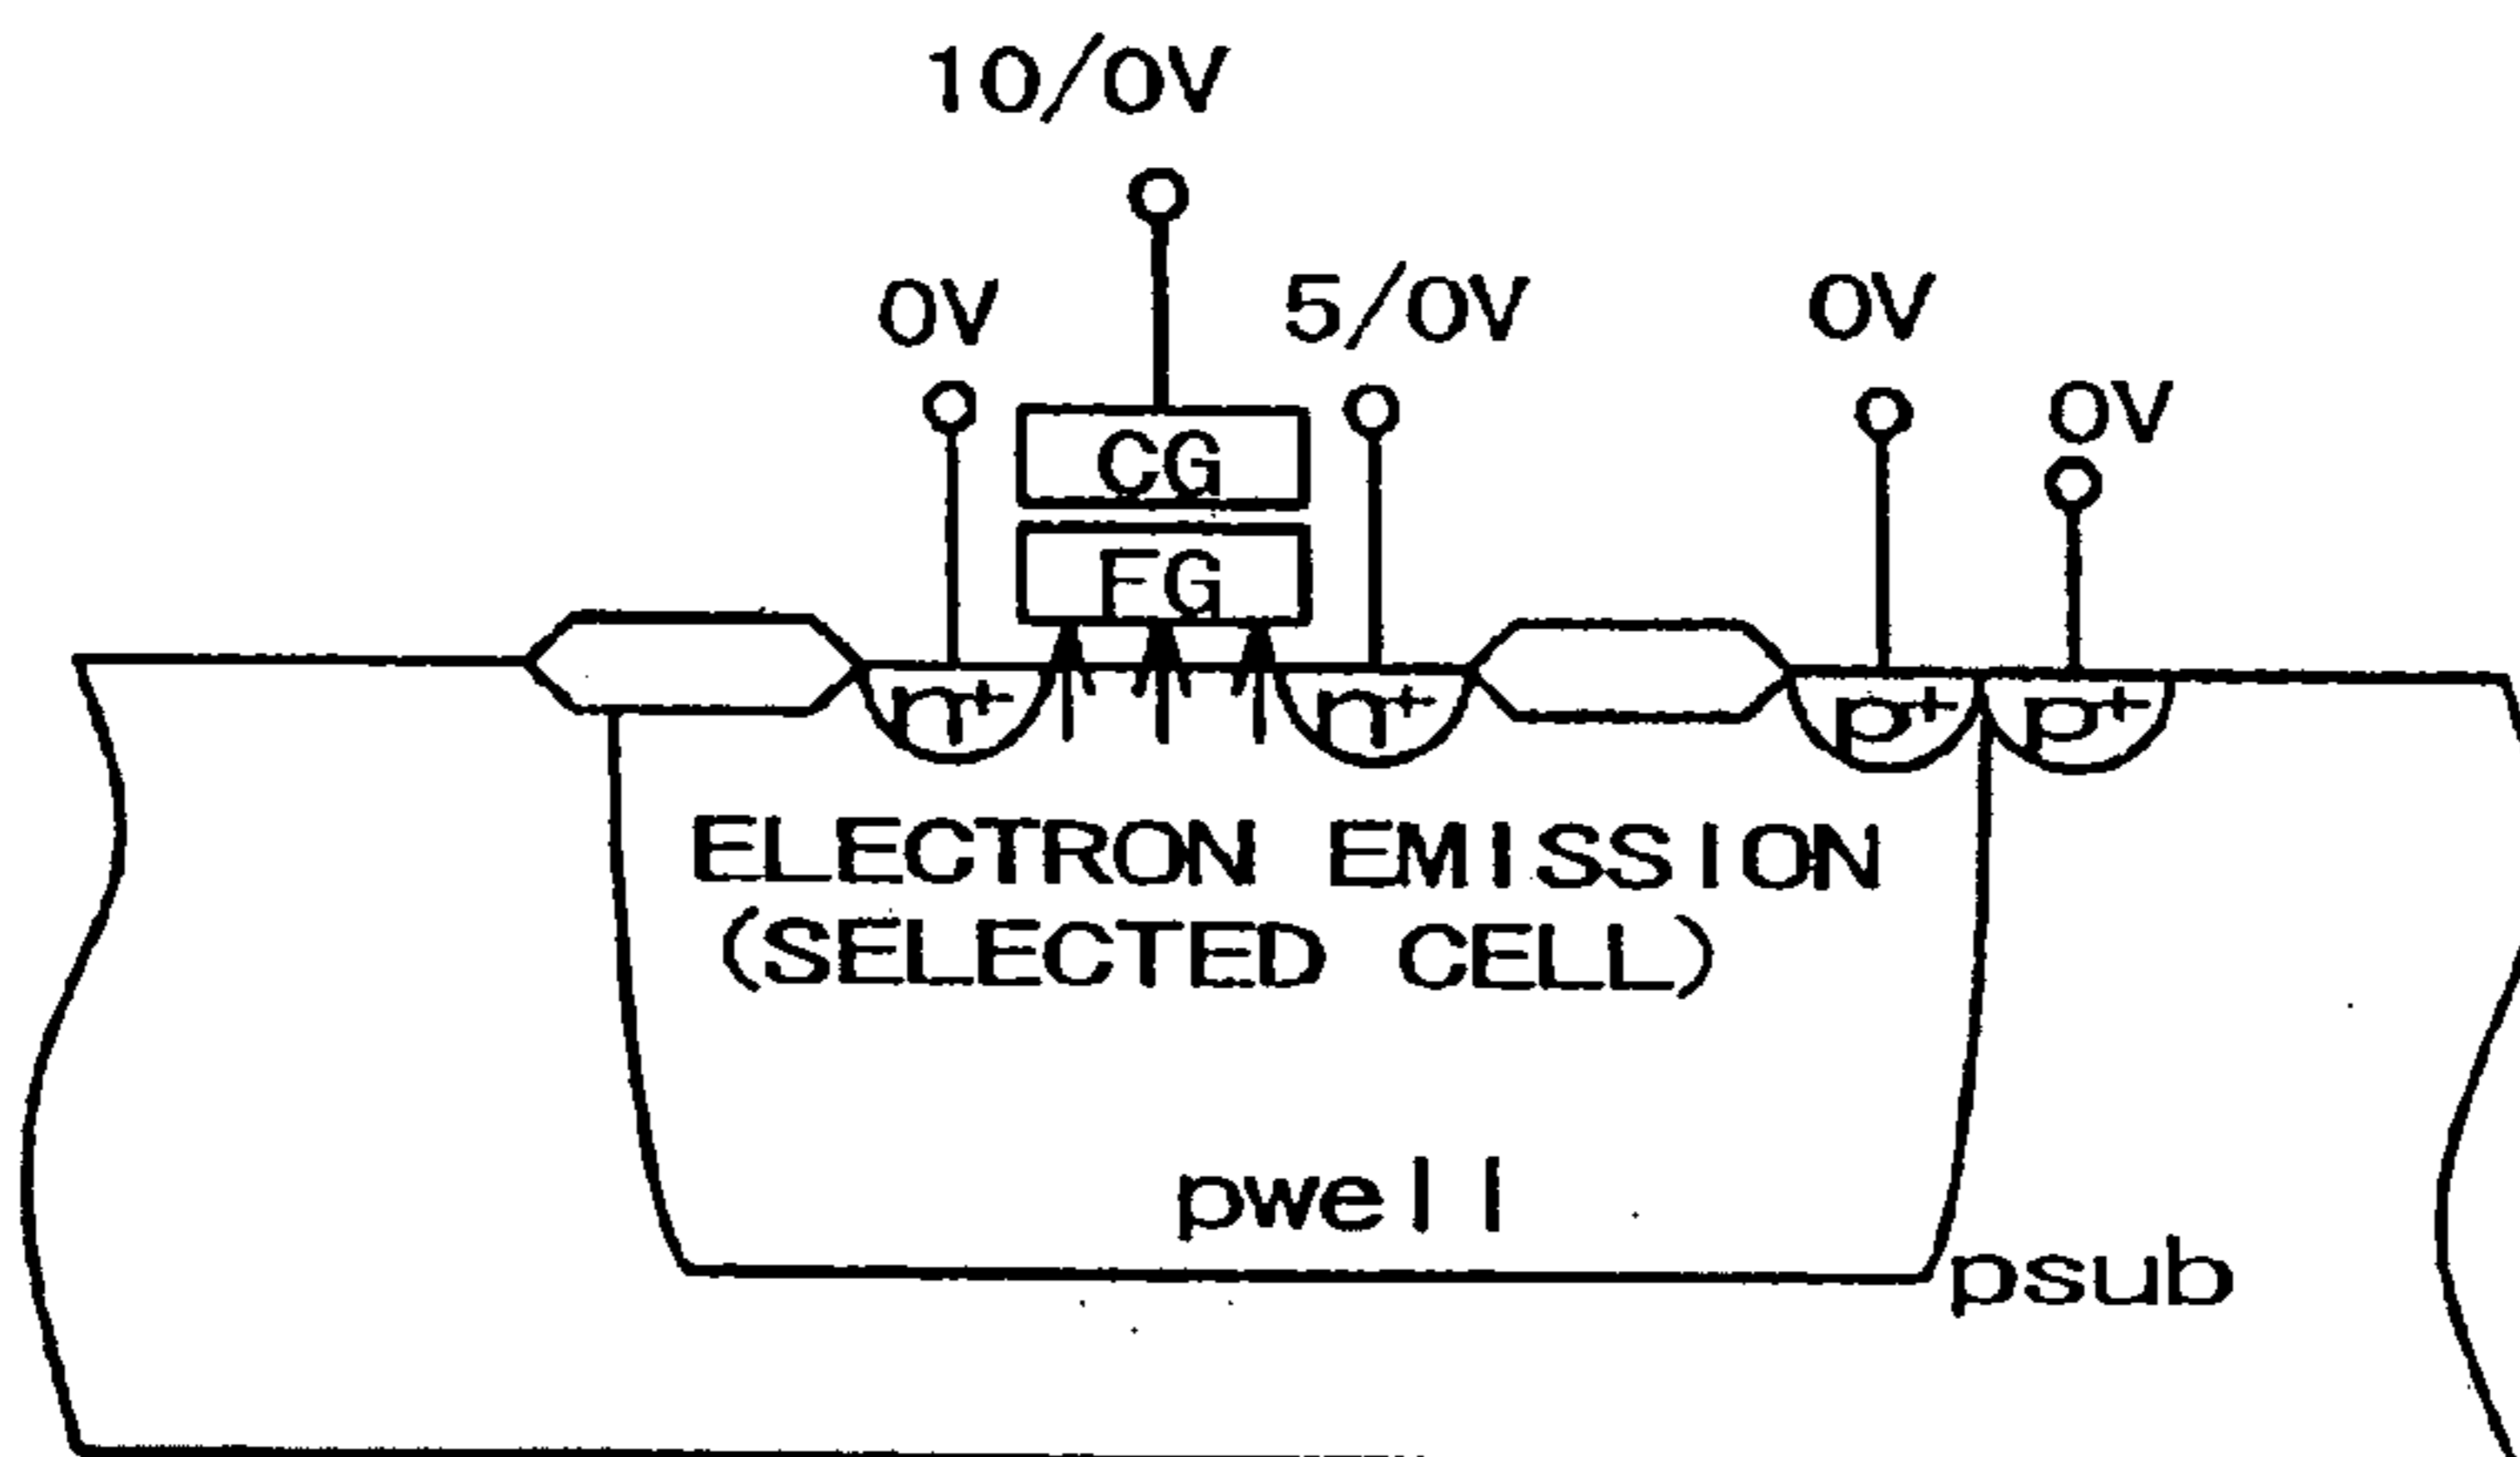 10/0V
0V
5/0V
0V
0V
CG
FG
n+
n+
p+
p+
ELECTRON EMISSION
(SELECTED CELL)
pwell
psub